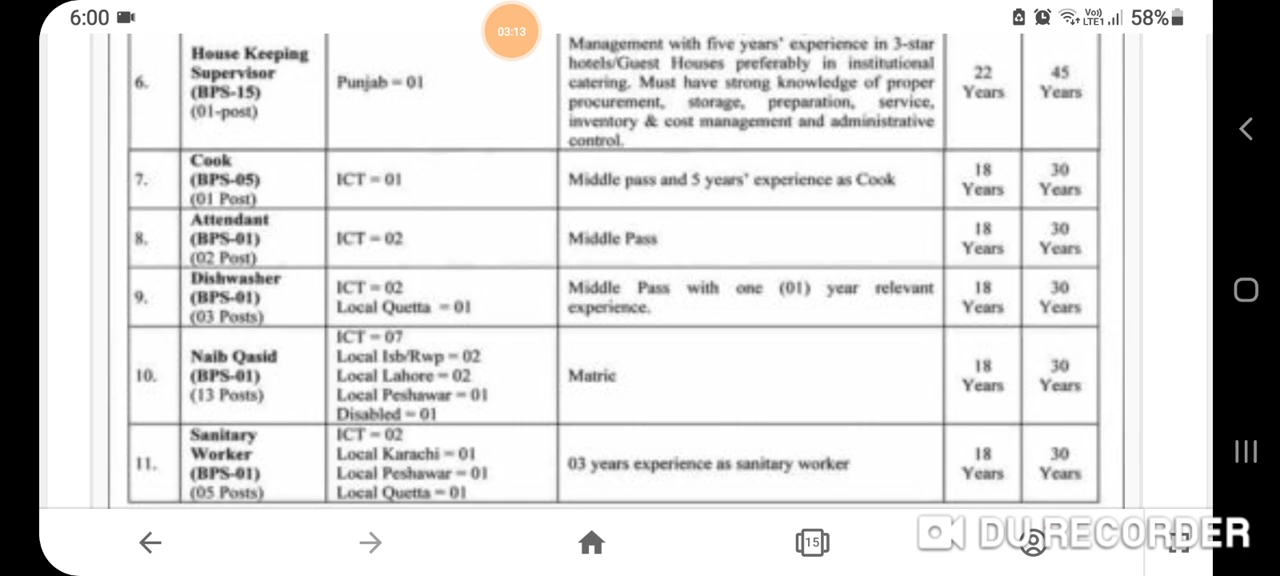 6:00
03:13
Vo)
LTE1
58%
6.
House Keeping
Supervisor
(BPS-15)
(01-post)
Punjab = 01
Management with five years' experience in 3-star
hotels/Guest Houses preferably in institutional
catering. Must have strong knowledge of proper
procurement, storage, preparation, service,
inventory & cost management and administrative
control.
22
Years
45
Years
7.
Cook
(BPS-05)
(01 Post)
ICT = 01
Middle pass and 5 years' experience as Cook
18
Years
30
Years
8.
Attendant
(BPS-01)
(02 Post)
ICT = 02
Middle Pass
18
Years
30
Years
9.
Dishwasher
(BPS-01)
(03 Posts)
ICT = 02
Local Quetta = 01
Middle Pass with one (01) year relevant
experience.
18
Years
30
Years
10.
Naib Qasid
(BPS-01)
(13 Posts)
ICT = 07
Local Isb/Rwp = 02
Local Lahore = 02
Local Peshawar = 01
Disabled = 01
Matric
18
Years
30
Years
11.
Sanitary
Worker
(BPS-01)
(05 Posts)
ICT = 02
Local Karachi = 01
Local Peshawar = 01
Local Quetta = 01
03 years experience as sanitary worker
18
Years
30
Years
15
DU RECORDER